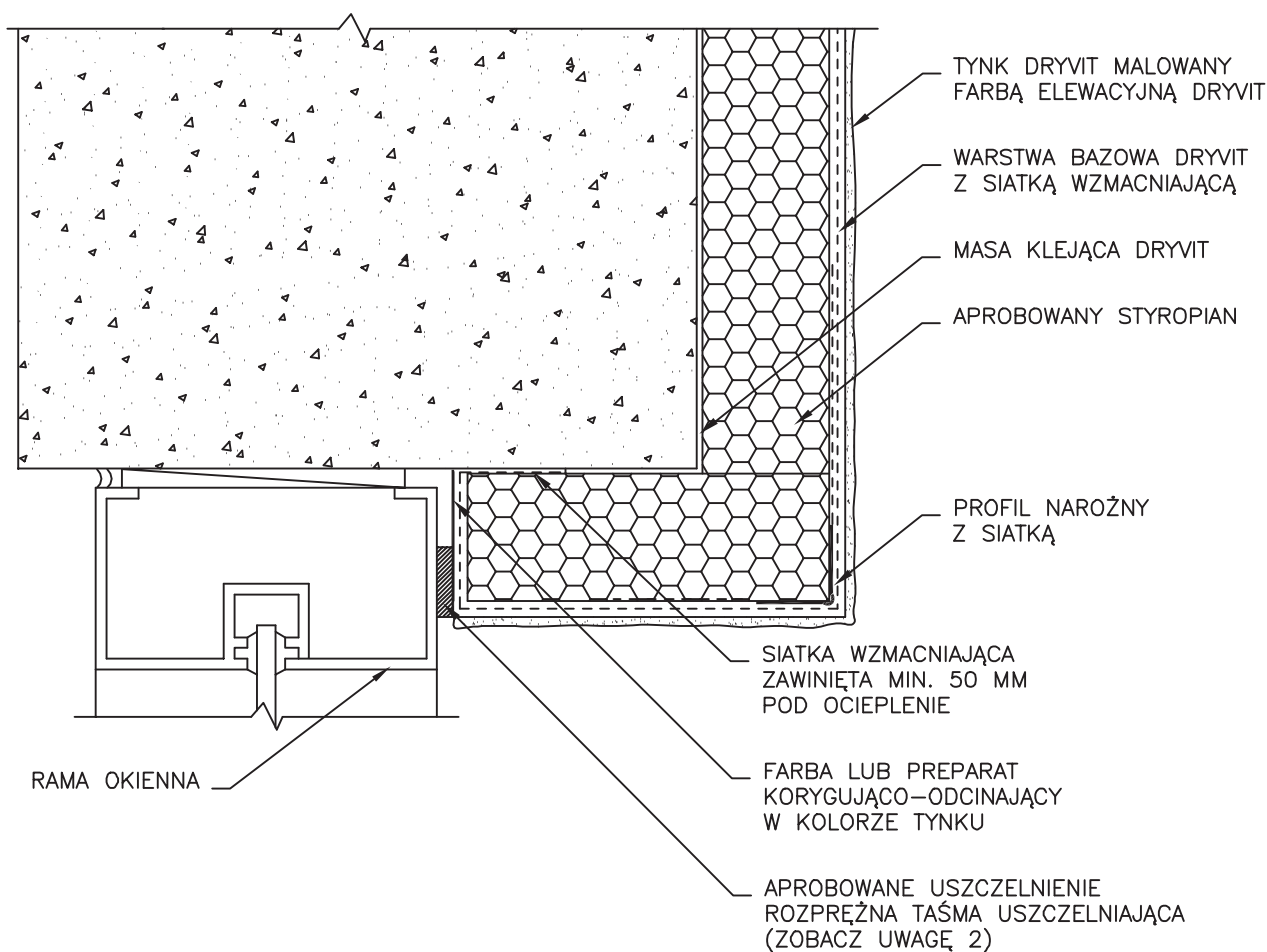 TYNK DRYVIT MALOWANY
FARBĄ ELEWACYJNĄ DRYVIT
WARSTWA BAZOWA DRYVIT
Z SIATKĄ WZMACNIAJĄCĄ
MASA KLEJĄCA DRYVIT
APROBOWANY STYROPIAN
PROFIL NAROŻNY
Z SIATKĄ
SIATKA WZMACNIAJĄCA
ZAWINIĘTA MIN. 50 MM
POD OCIEPLENIE
RAMA OKIENNA
FARBA LUB PREPARAT
KORYGUJĄCO-ODCINAJĄCY
W KOLORZE TYNKU
APROBOWANE USZCZELNIENIE
ROZPRĘŻNA TAŚMA USZCZELNIAJĄCA
(ZOBACZ UWAGĘ 2)